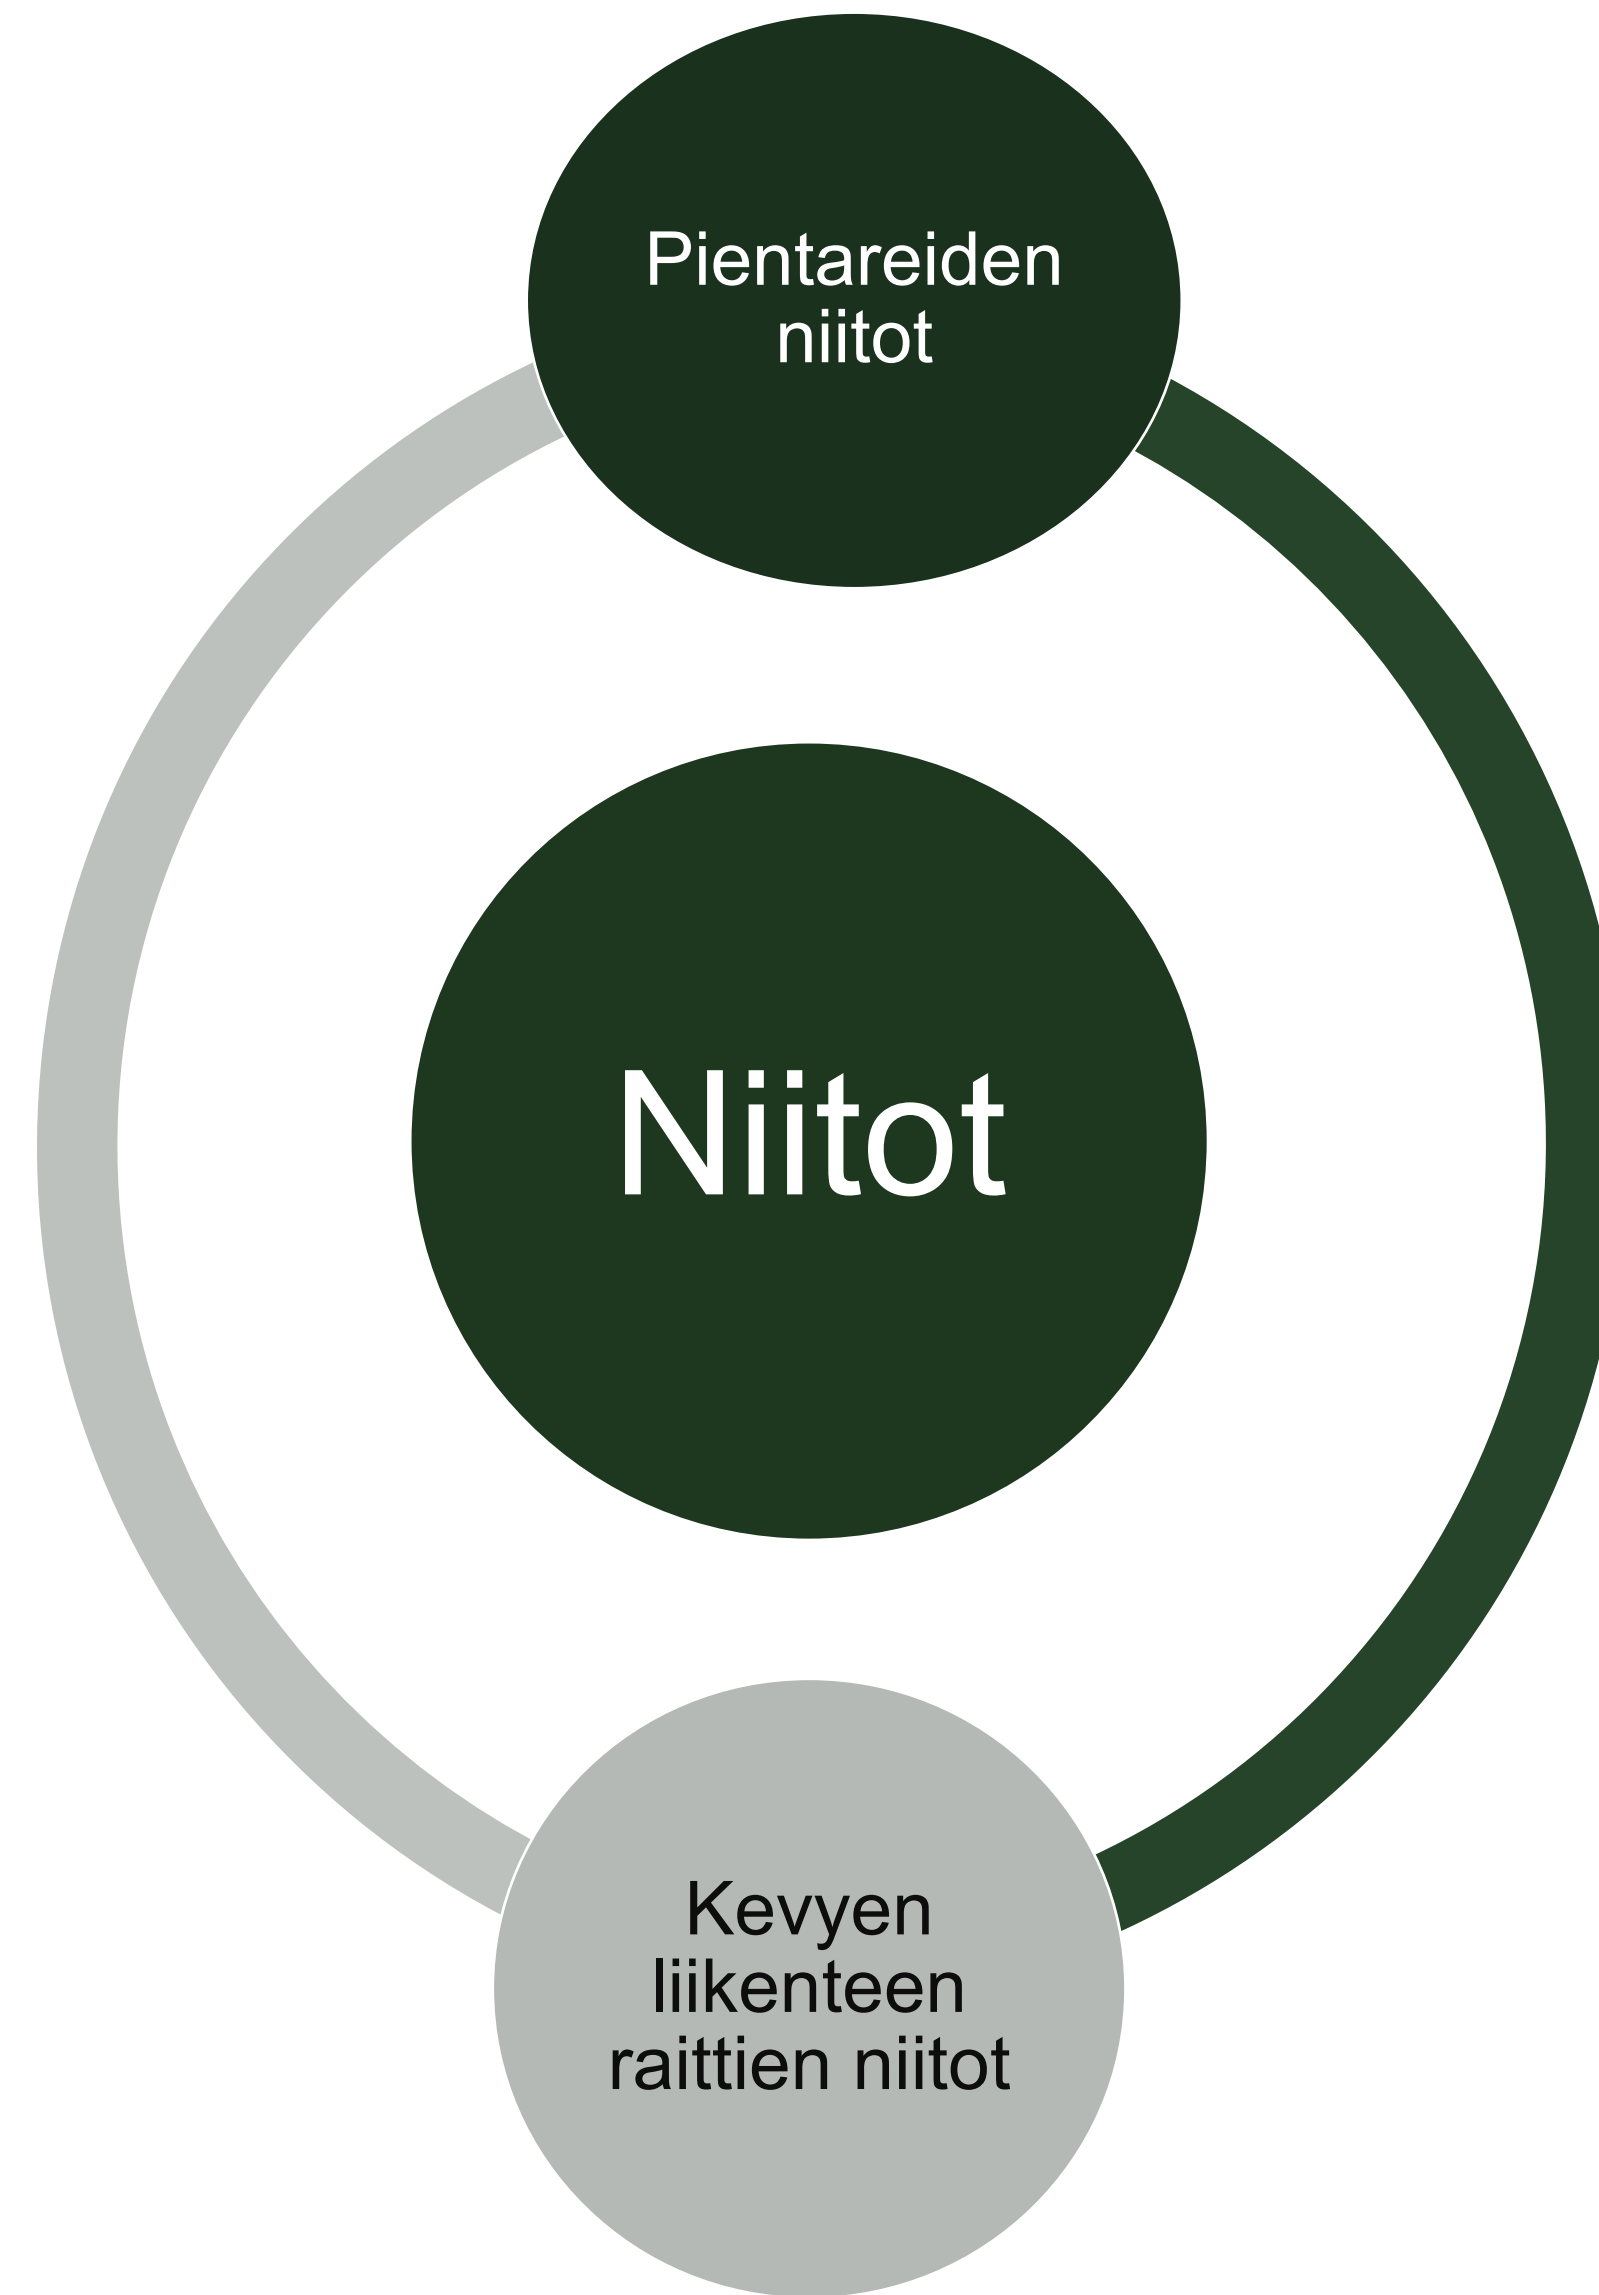 Pientareiden
niitot
Niitot
Kevyen
liikenteen
raittien niitot